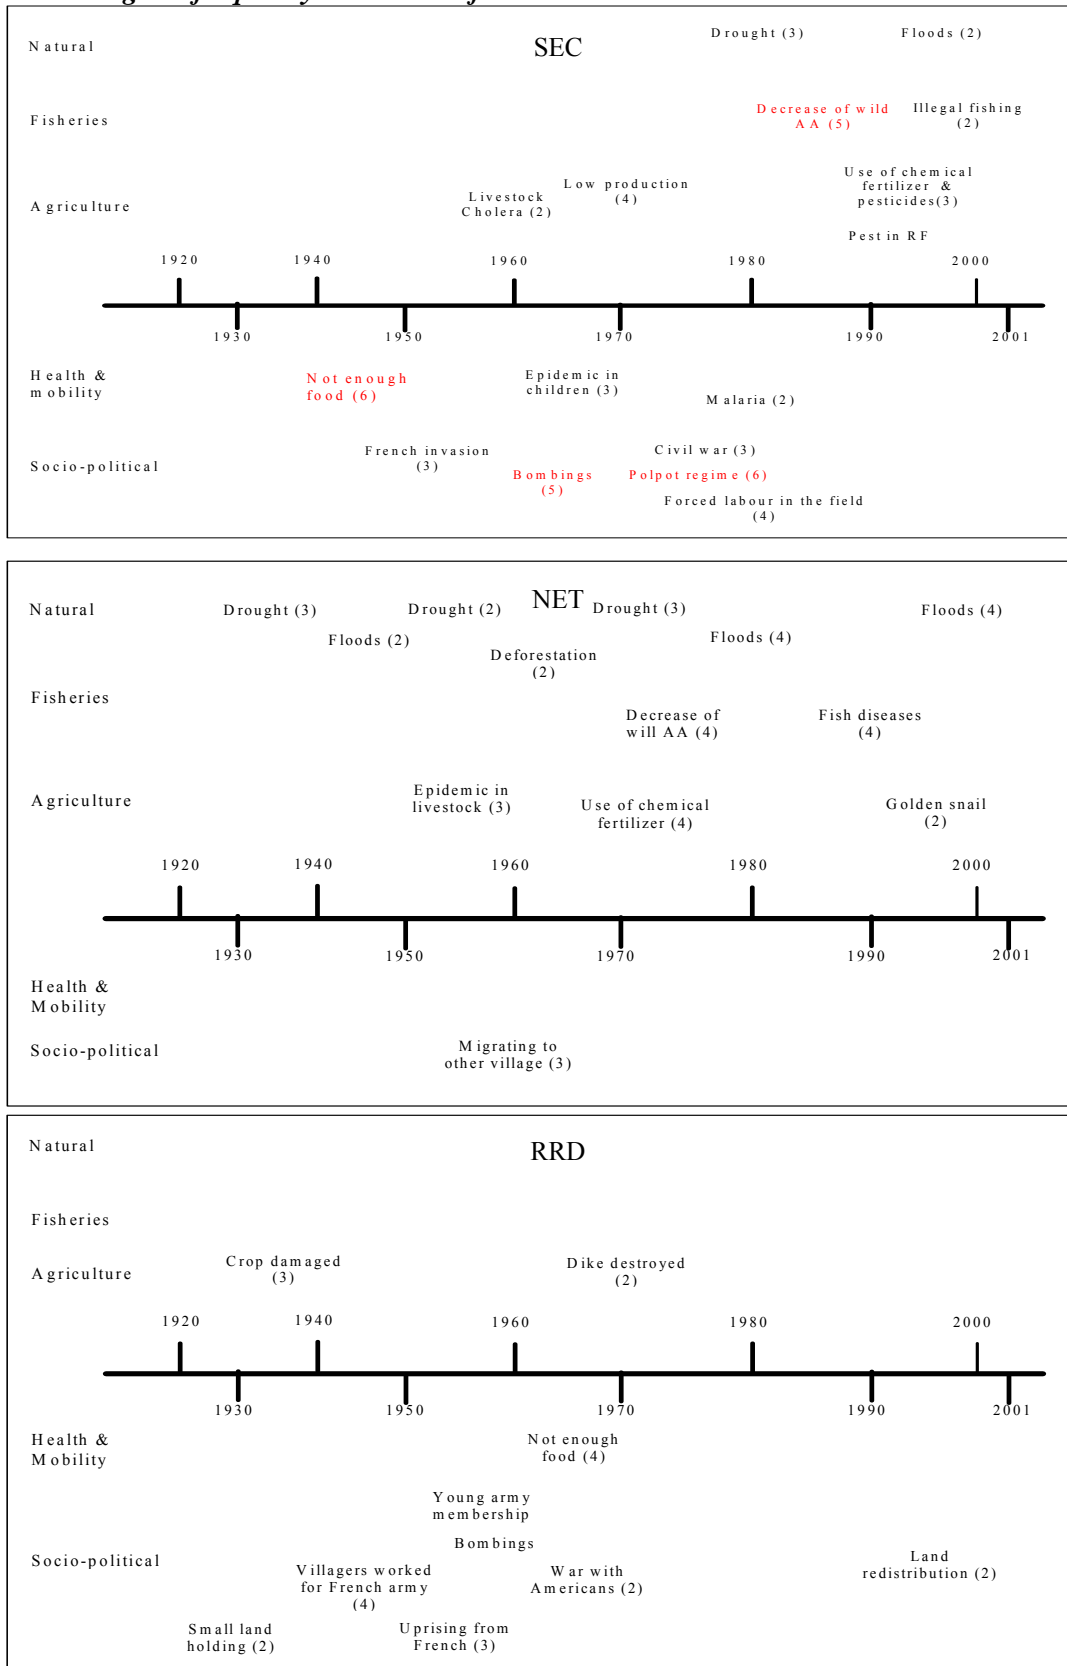 SEC
Natural
Drought (3)
Floods (2)
Fisheries
Decrease of wild
AA (5)
Illegal fishing
(2)
Agriculture
Livestock
Cholera (2)
Low production
(4)
Use of chemical
fertilizer &
pesticides(3)
Pest in RF
1920
1940
1960
1980
2000
1930
1950
1970
1990
2001
Health &
mobility
Not enough
food (6)
Epidemic in
children (3)
Malaria (2)
Socio-political
French invasion
(3)
Bombings
(5)
Civil war (3)
Polpot regime (6)
Forced labour in the field
(4)
NET
Natural
Drought (3)
Drought (2)
Drought (3)
Floods (4)
Floods (2)
Floods (4)
Deforestation
(2)
Fisheries
Decrease of
will AA (4)
Fish diseases
(4)
Agriculture
Epidemic in
livestock (3)
Use of chemical
fertilizer (4)
Golden snail
(2)
1920
1940
1960
1980
2000
1930
1950
1970
1990
2001
Health &
Mobility
Socio-political
Migrating to
other village (3)
RRD
Natural
Fisheries
Agriculture
Crop damaged
(3)
Dike destroyed
(2)
1920
1940
1960
1980
2000
1930
1950
1970
1990
2001
Health &
Mobility
Not enough
food (4)
Young army
membership
Bombings
Socio-political
Villagers worked
for French army
(4)
War with
Americans (2)
Land
redistribution (2)
Small land
holding (2)
Uprising from
French (3)